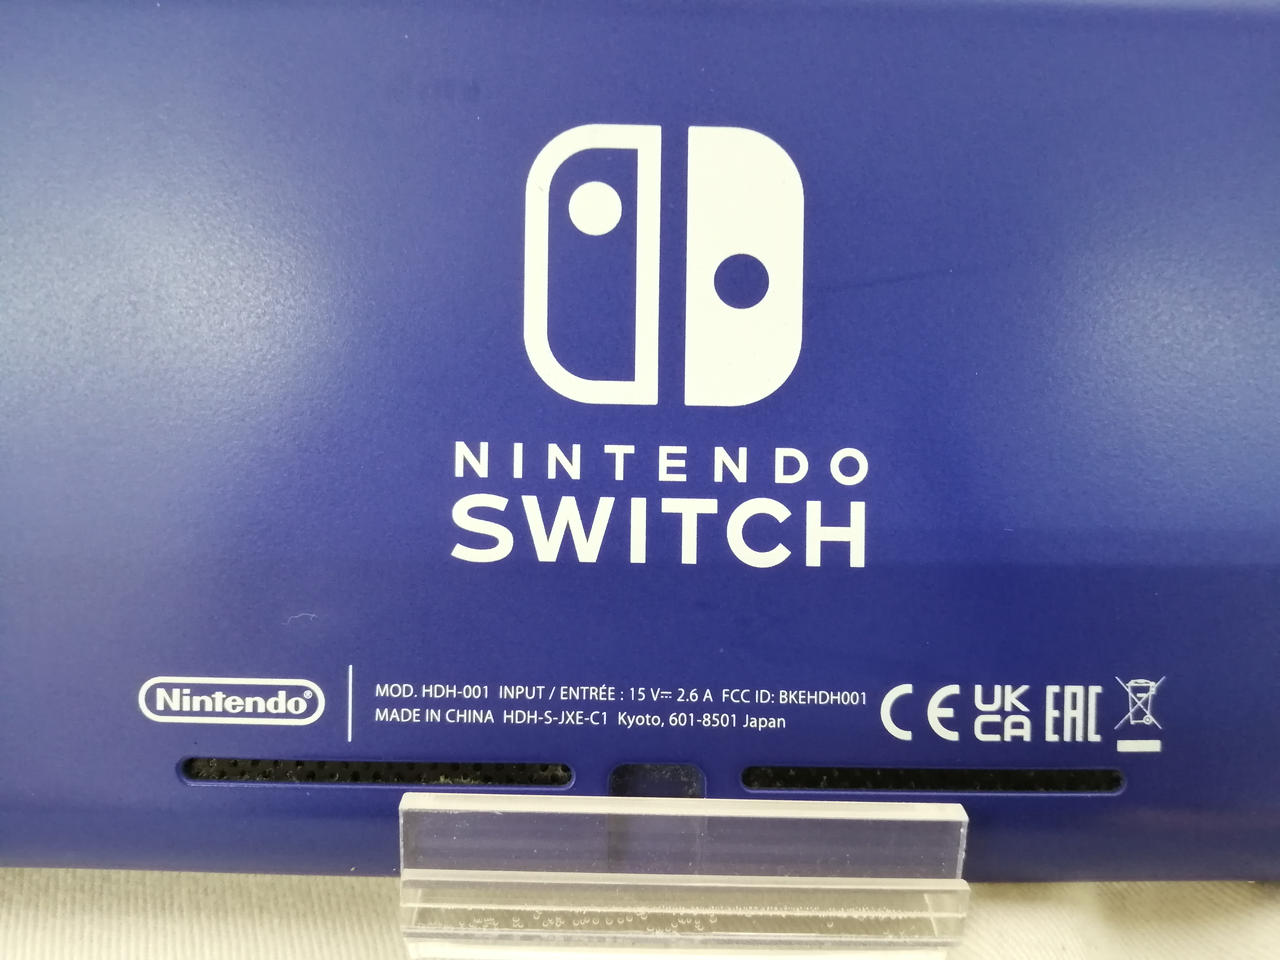 NINTENDO
SWITCH
Nintendo®
MOD. HDH-001 INPUT / ENTRÉE : 15 V⎓ 2.6 A FCC ID: BKEHDH001
MADE IN CHINA HDH-S-JXE-C1 Kyoto, 601-8501 Japan
CE
UK
CA
EAC